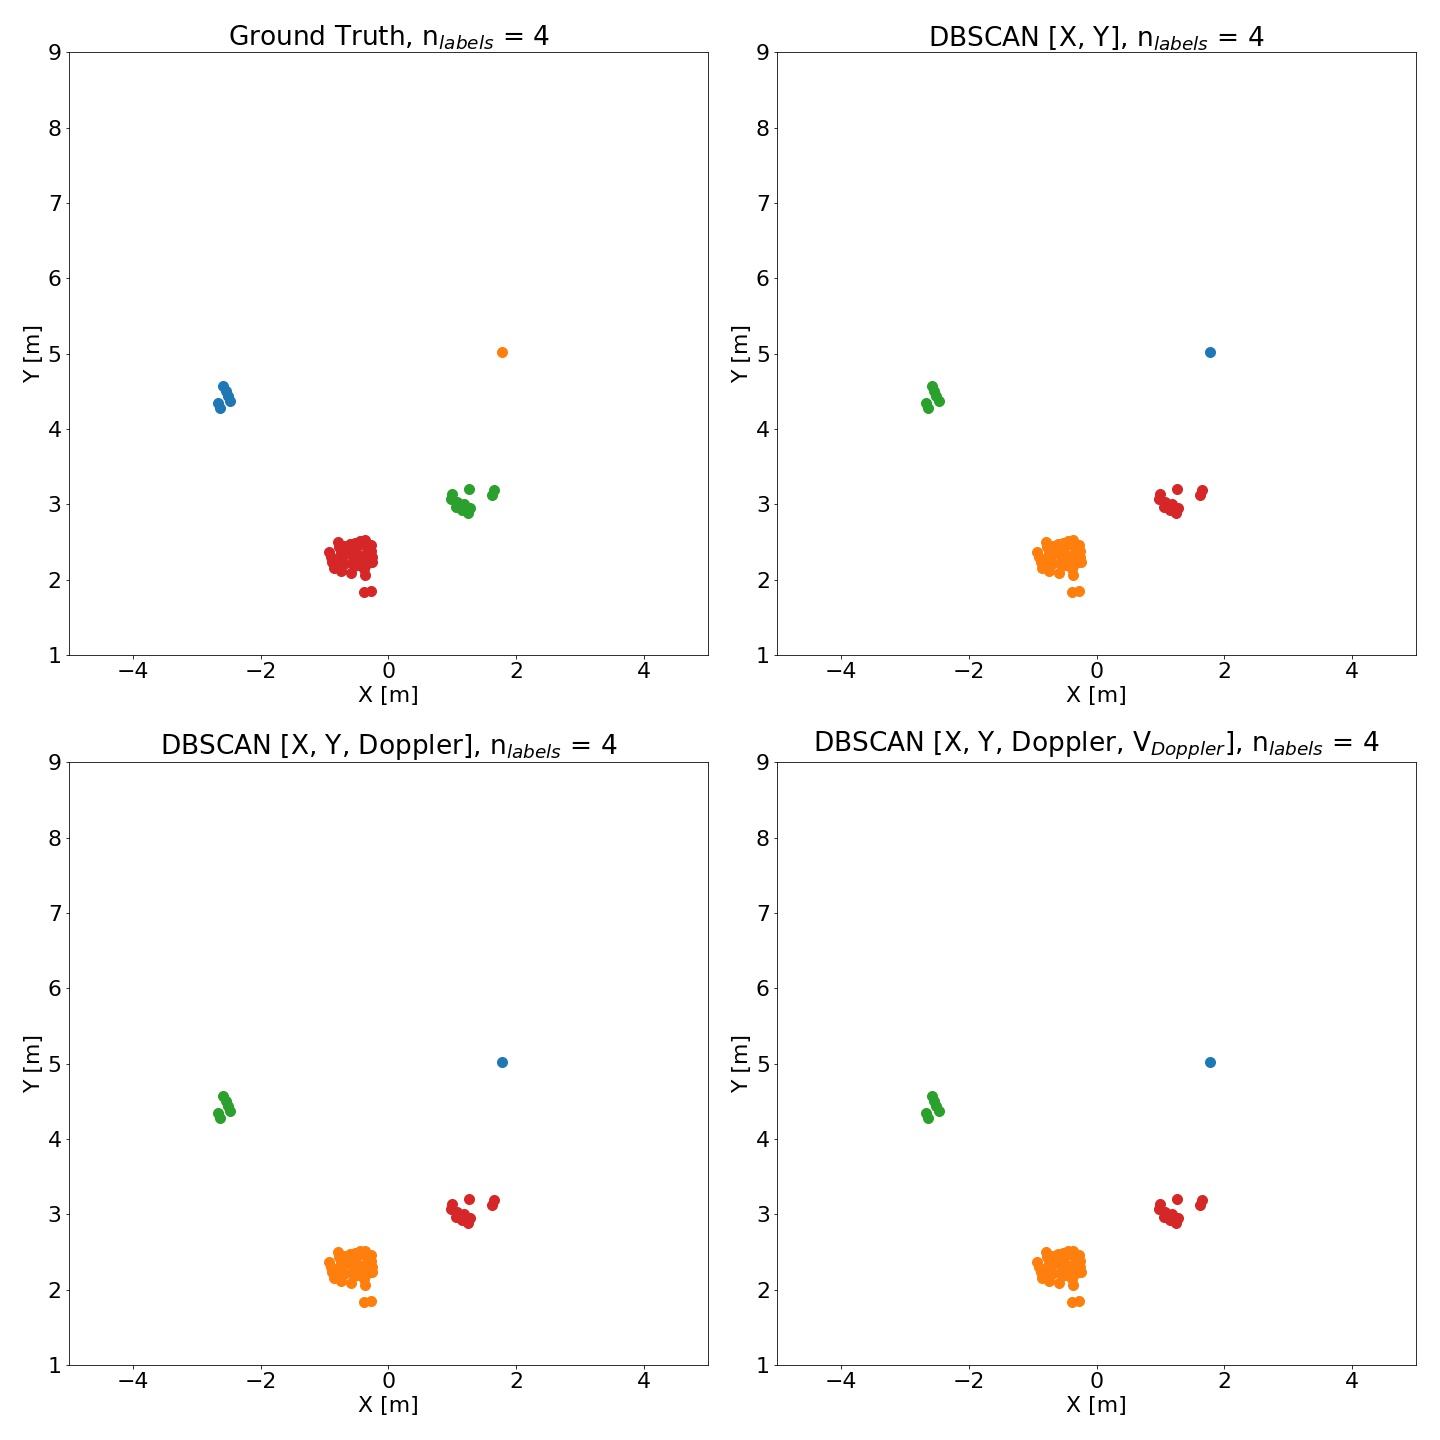 Ground Truth, n_labels = 4
9
8
7
6
5
4
3
2
1
Y [m]
−4 −2 0 2 4
X [m]
DBSCAN [X, Y], n_labels = 4
9
8
7
6
5
4
3
2
1
Y [m]
−4 −2 0 2 4
X [m]
DBSCAN [X, Y, Doppler], n_labels = 4
9
8
7
6
5
4
3
2
1
Y [m]
−4 −2 0 2 4
X [m]
DBSCAN [X, Y, Doppler, V_Doppler], n_labels = 4
9
8
7
6
5
4
3
2
1
Y [m]
−4 −2 0 2 4
X [m]